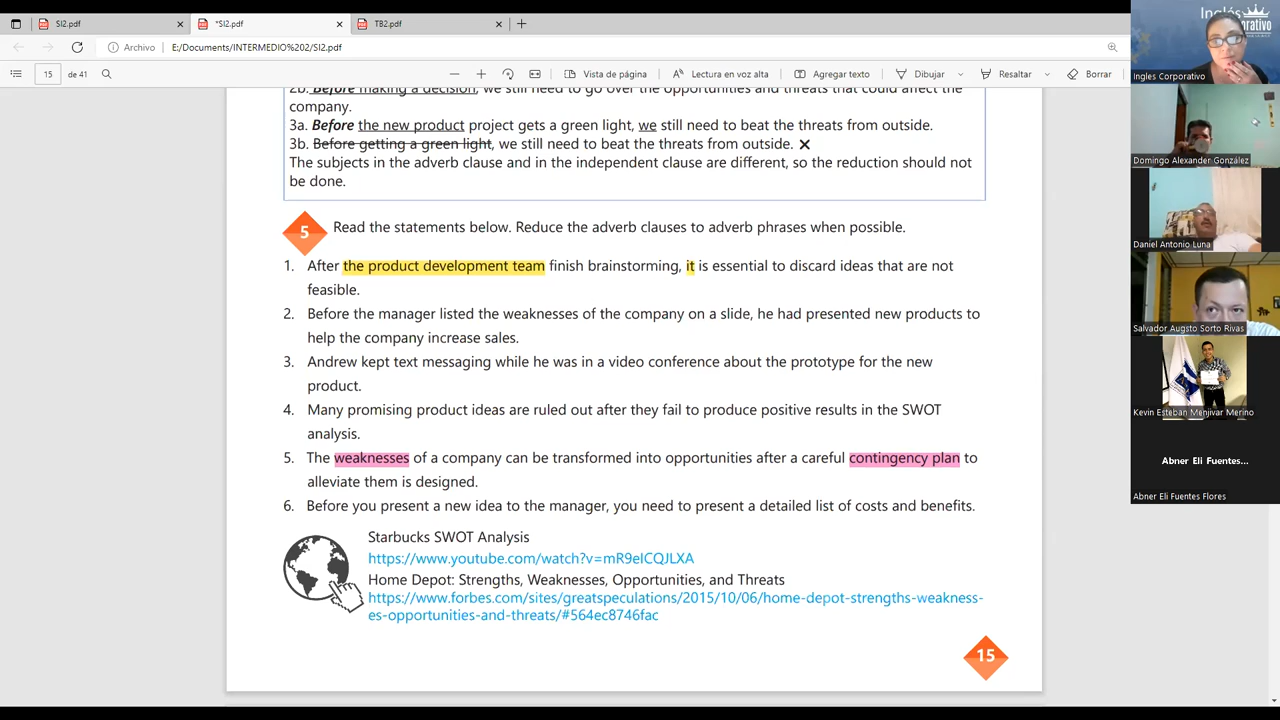 SI2.pdf
*SI2.pdf
TB2.pdf
Archivo
E:/Documents/INTERMEDIO%202/SI2.pdf
15 de 41
Vista de página
Lectura en voz alta
Agregar texto
Dibujar
Resaltar
Borrar
2b. Before making a decision, we still need to go over the opportunities and threats that could affect the
company.
3a. Before the new product project gets a green light, we still need to beat the threats from outside.
3b. Before getting a green light, we still need to beat the threats from outside. ✕
The subjects in the adverb clause and in the independent clause are different, so the reduction should not
be done.
5 Read the statements below. Reduce the adverb clauses to adverb phrases when possible.
1. After the product development team finish brainstorming, it is essential to discard ideas that are not
feasible.
2. Before the manager listed the weaknesses of the company on a slide, he had presented new products to
help the company increase sales.
3. Andrew kept text messaging while he was in a video conference about the prototype for the new
product.
4. Many promising product ideas are ruled out after they fail to produce positive results in the SWOT
analysis.
5. The weaknesses of a company can be transformed into opportunities after a careful contingency plan to
alleviate them is designed.
6. Before you present a new idea to the manager, you need to present a detailed list of costs and benefits.
Starbucks SWOT Analysis
https://www.youtube.com/watch?v=mR9eICQJLXA
Home Depot: Strengths, Weaknesses, Opportunities, and Threats
https://www.forbes.com/sites/greatspeculations/2015/10/06/home-depot-strengths-weakness-
es-opportunities-and-threats/#564ec8746fac
15
Ingles Corporativo
Domingo Alexander González
Daniel Antonio Luna
Salvador Augsto Sorto Rivas
Kevin Esteban Menjivar Merino
Abner Eli Fuentes...
Abner Eli Fuentes Flores